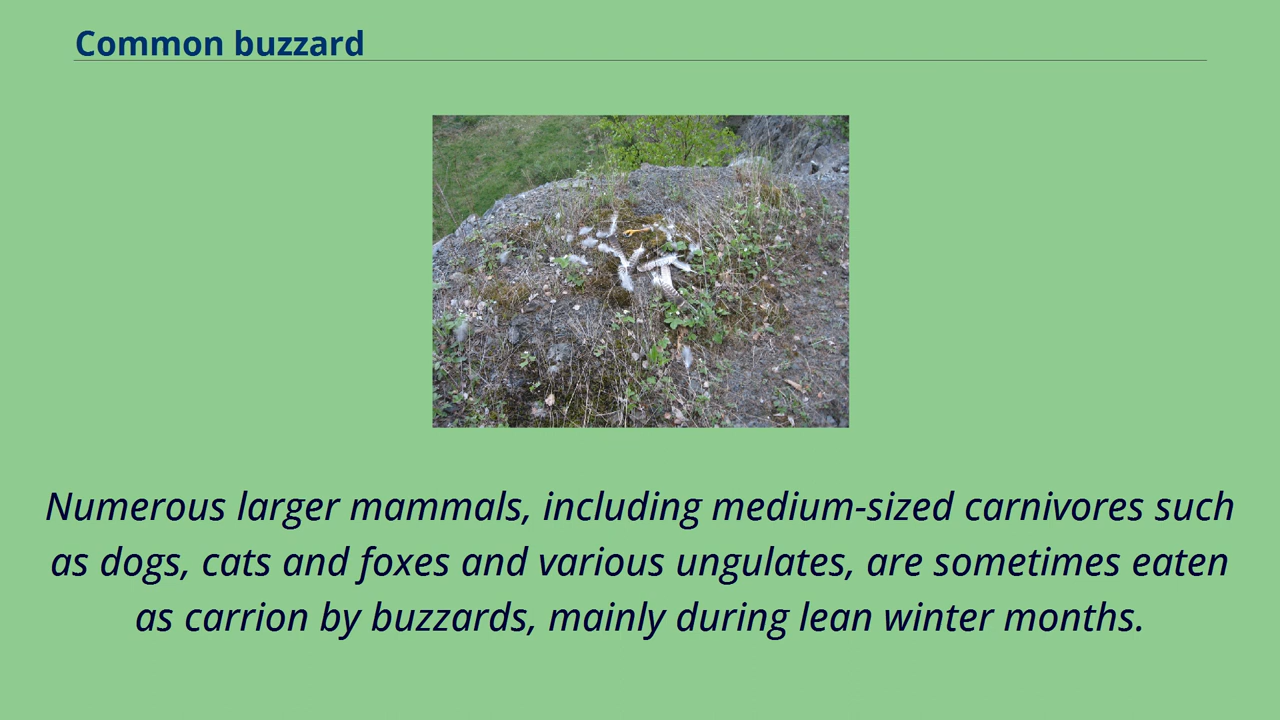 Common buzzard
Numerous larger mammals, including medium-sized carnivores such
as dogs, cats and foxes and various ungulates, are sometimes eaten
as carrion by buzzards, mainly during lean winter months.